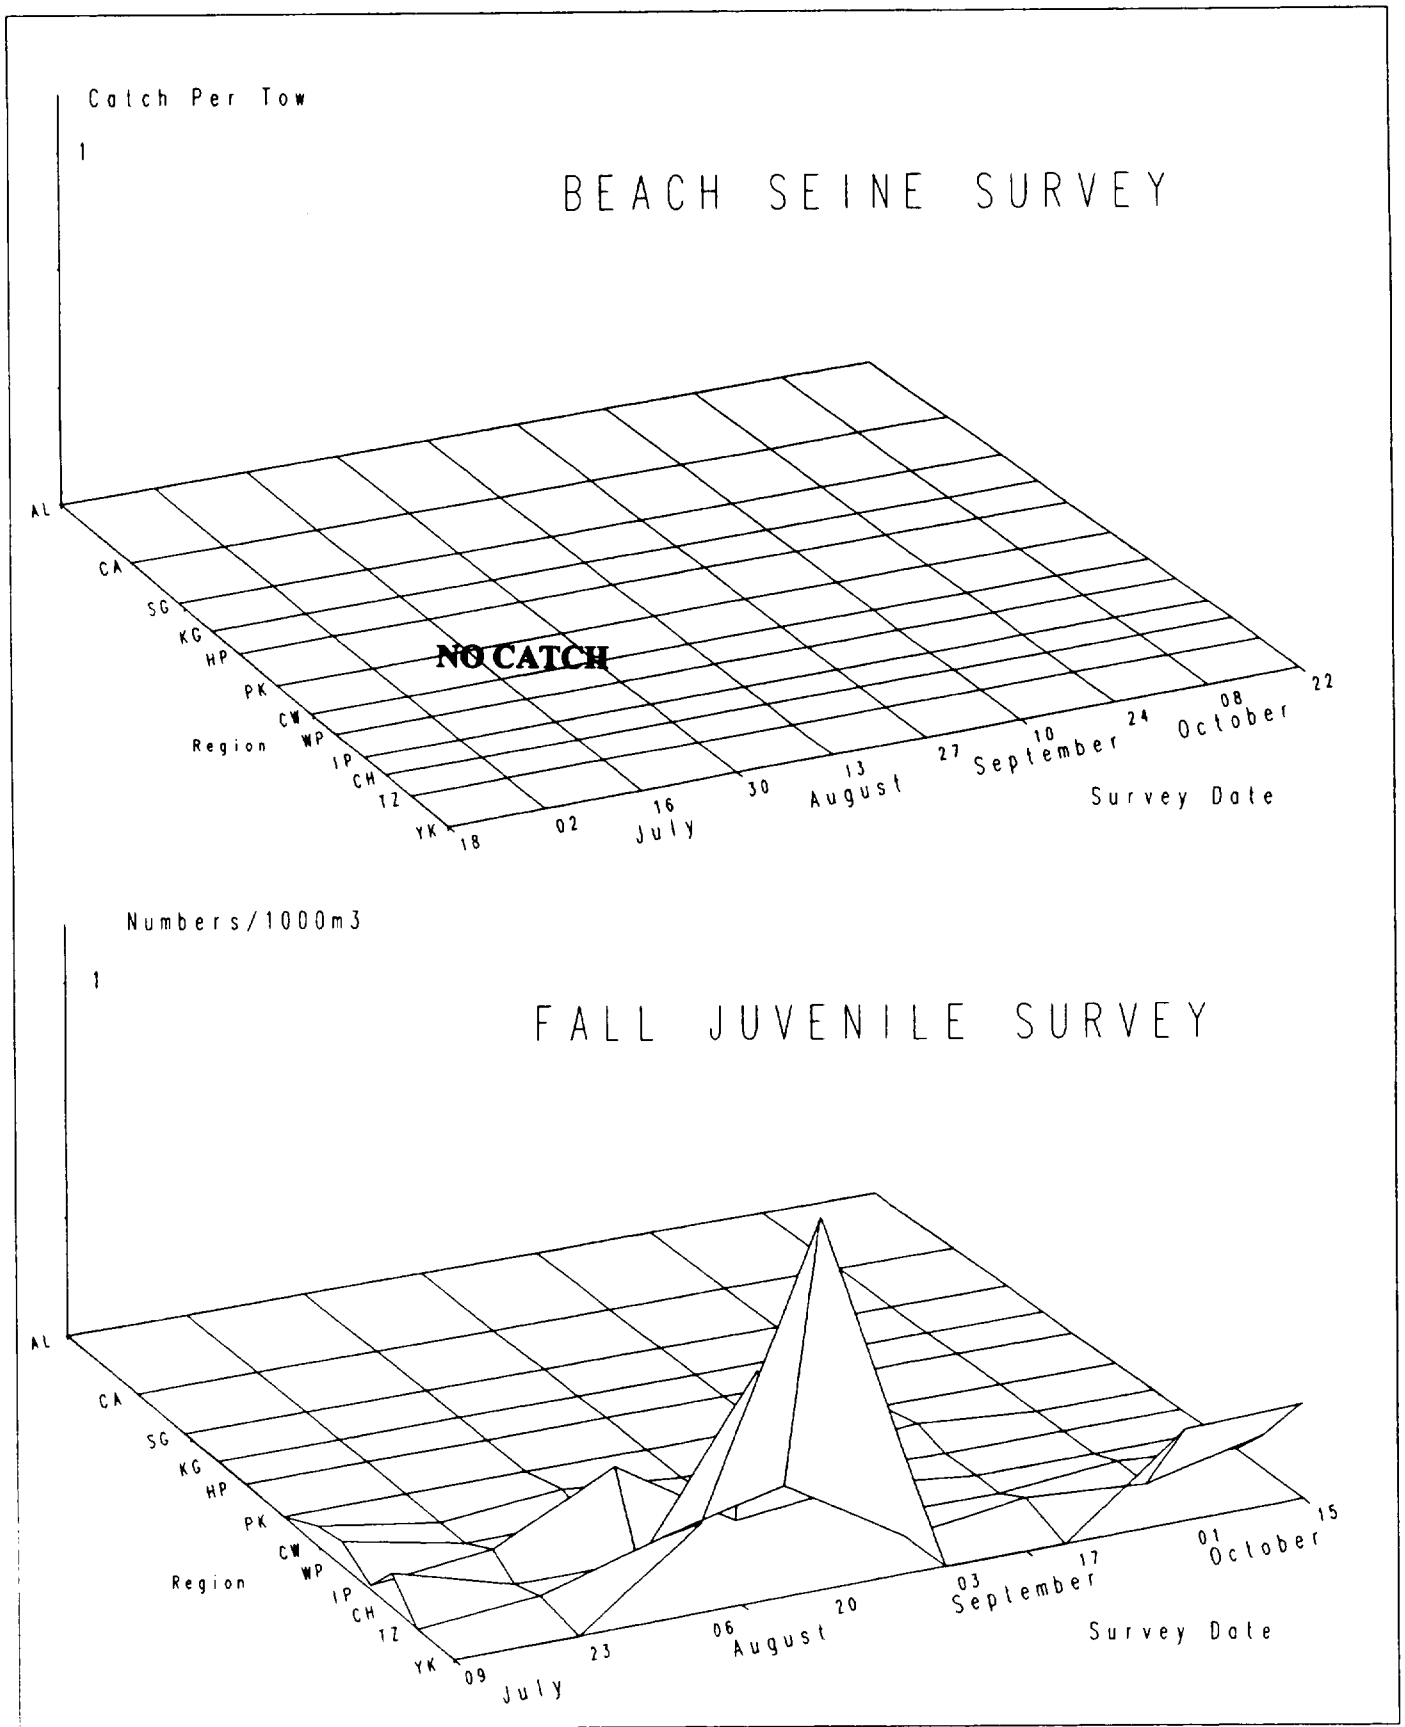 Catch Per Tow
1
BEACH SEINE SURVEY
AL
CA
SG
KG
HP
NO CATCH
PK
CW
WP
IP
CH
TZ
YK
Region
18
02
16
30
13
27
10
24
08
22
July
August
September
October
Survey Date
Numbers/1000m3
1
FALL JUVENILE SURVEY
AL
CA
SG
KG
HP
PK
CW
WP
IP
CH
TZ
YK
Region
09
23
06
20
03
17
01
15
July
August
September
October
Survey Date